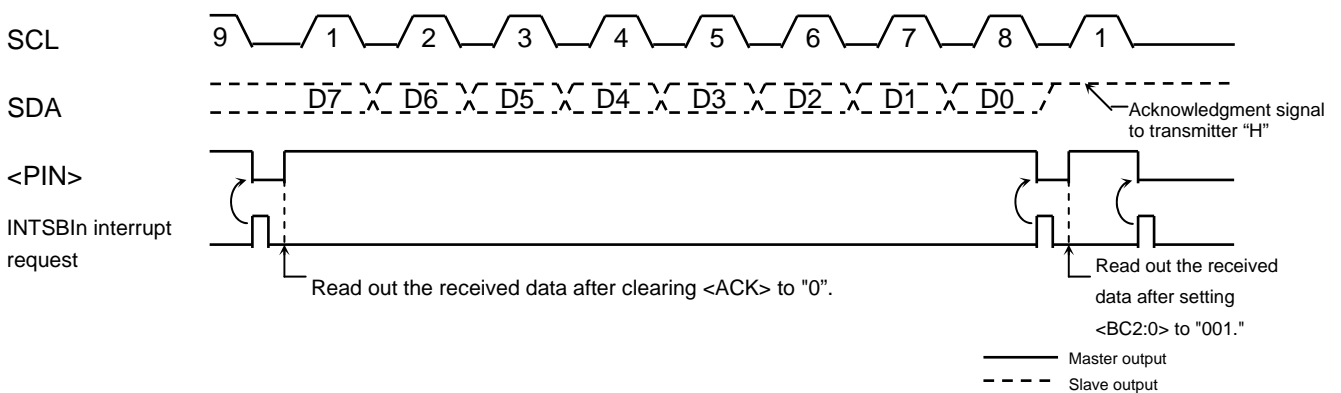 SCL 9 1 2 3 4 5 6 7 8 1
SDA D7 D6 D5 D4 D3 D2 D1 D0
Acknowledgment signal
to transmitter “H”
<PIN>
INTSBIn interrupt
request
Read out the received data after clearing <ACK> to "0”.
Read out the received
data after setting
<BC2:0> to "001."
Master output
Slave output